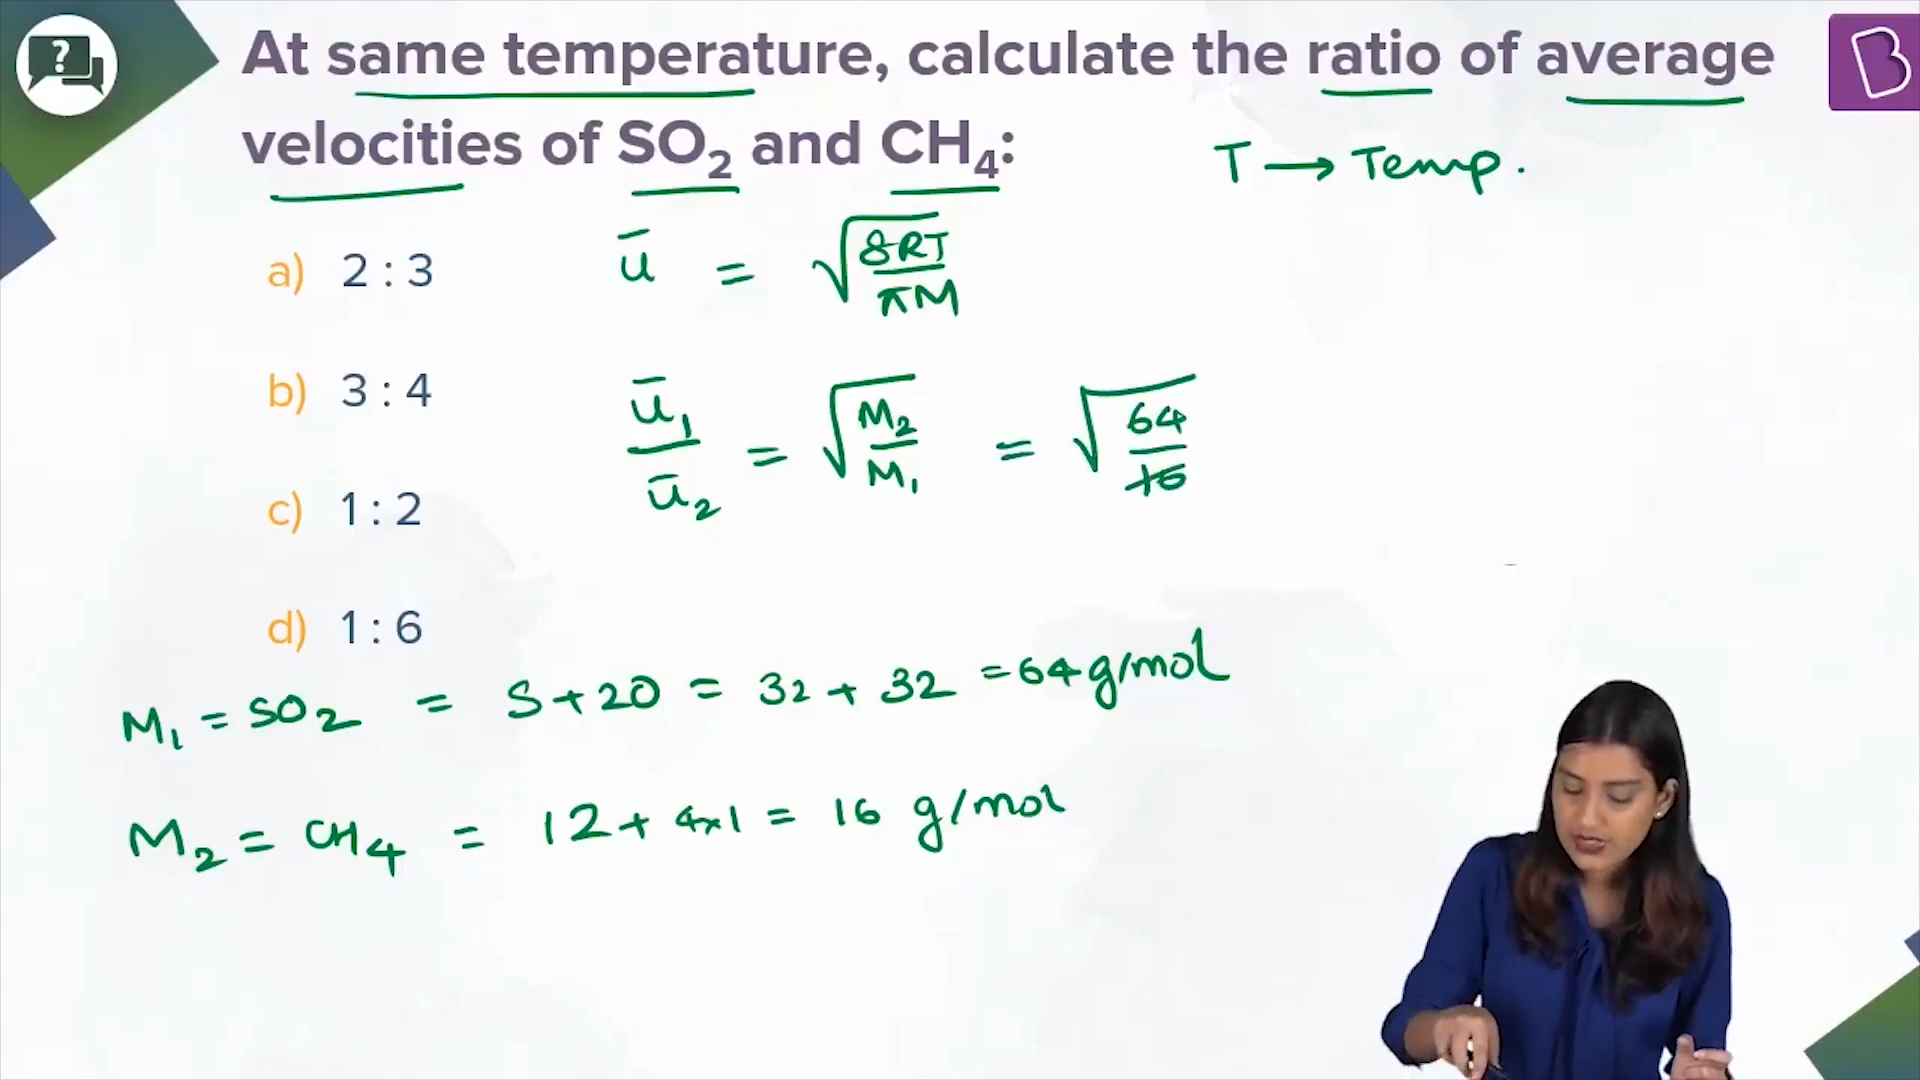 ?
At same temperature, calculate the ratio of average
velocities of SO₂ and CH₄:
B
T → Temp.
a) 2 : 3
ū = √(8RT/πM)
b) 3 : 4
ū₁/ū₂ = √(M₂/M₁) = √(64/16)
c) 1 : 2
d) 1 : 6
M₁ = SO₂ = S + 2O = 32 + 32 = 64 g/mol
M₂ = CH₄ = 12 + 4×1 = 16 g/mol